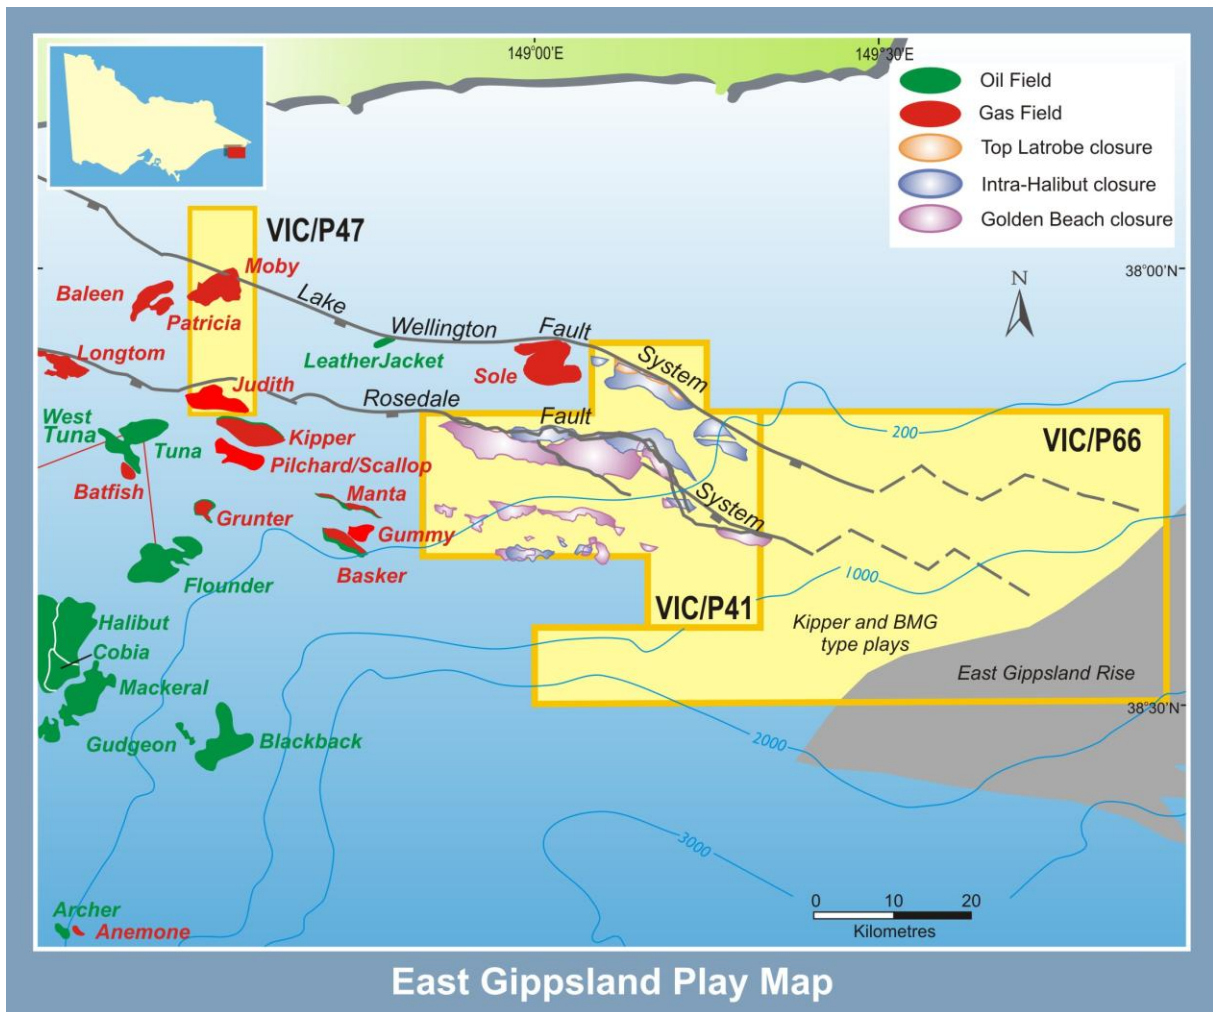 149°00'E
149°30'E
Oil Field
Gas Field
Top Latrobe closure
Intra-Halibut closure
Golden Beach closure
VIC/P47
Moby
Baleen
Patricia
Lake
Wellington
Fault
System
38°00'N
N
Longtom
LeatherJacket
Sole
Judith
Rosedale
Fault
System
West
Tuna
Tuna
Kipper
Pilchard/Scallop
Batfish
Manta
Grunter
Gummy
Basker
Flounder
200
VIC/P66
1000
VIC/P41
Kipper and BMG
type plays
East Gippsland Rise
Halibut
Cobia
Mackeral
Gudgeon
Blackback
38°30'N
2000
3000
Archer
Anemone
0 10 20
Kilometres
East Gippsland Play Map